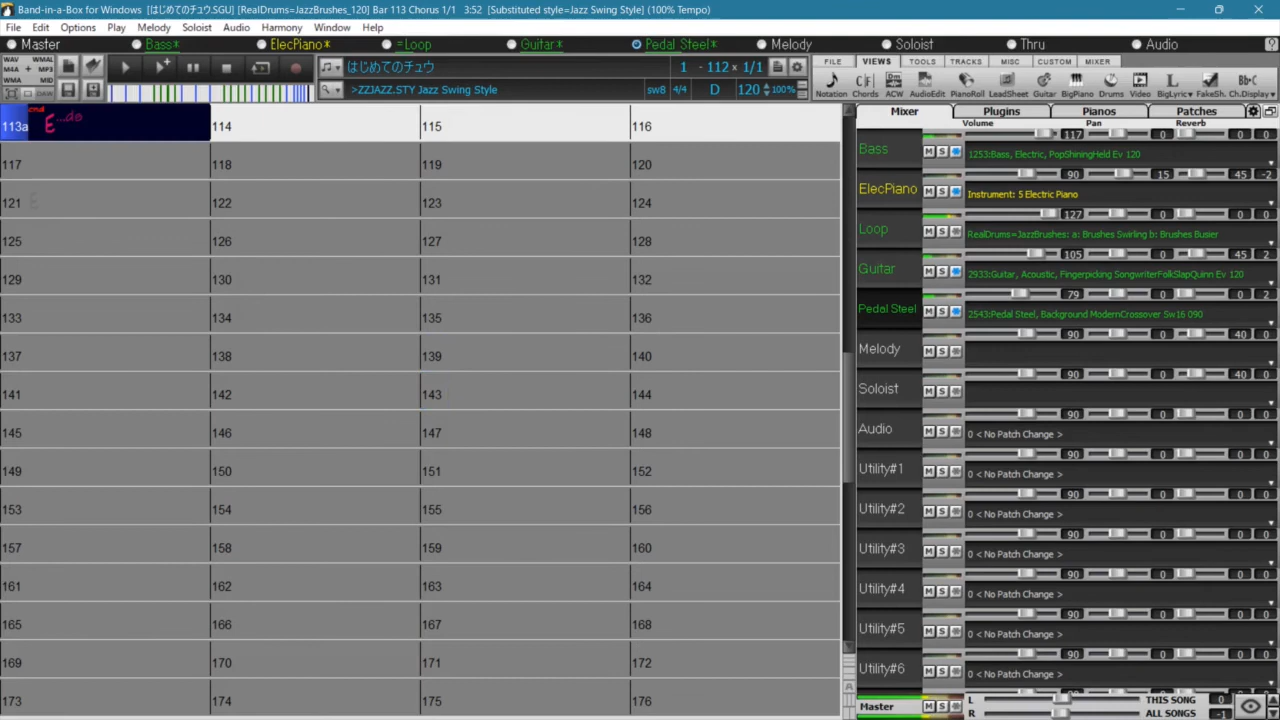 Band-in-a-Box for Windows [はじめてのチュウ.SGU] [RealDrums=JazzBrushes_120] Bar 113 Chorus 1/1 3:52 [Substituted style=Jazz Swing Style] (100% Tempo)
File Edit Options Play Melody Soloist Audio Harmony Window Help
Master Bass* ElecPiano* =Loop Guitar* Pedal Steel* Melody Soloist Thru Audio
WAV WMAL M4A + MP3 WMA MID
はじめてのチュウ 1 - 112 × 1/1
>ZZJAZZ.STY Jazz Swing Style sw8 4/4 D 120 100%
FILE VIEWS TOOLS TRACKS MISC CUSTOM MIXER
Notation Chords ACW AudioEdit PianoRoll LeadSheet Guitar BigPiano Drums Video BigLyric FakeSh. Ch.Display
Mixer Plugins Pianos Patches
Volume Pan Reverb
113a end E...de 114 115 116
117 118 119 120
121 E 122 123 124
125 126 127 128
129 130 131 132
133 134 135 136
137 138 139 140
141 142 143 144
145 146 147 148
149 150 151 152
153 154 155 156
157 158 159 160
161 162 163 164
165 166 167 168
169 170 171 172
173 174 175 176
117 0 0 0
Bass M S 1253:Bass, Electric, PopShiningHeld Ev 120
90 15 45 -2
ElecPiano M S Instrument: 5 Electric Piano
127 0 0 0
Loop M S RealDrums=JazzBrushes: a: Brushes Swirling b: Brushes Busier
105 0 45 2
Guitar M S 2933:Guitar, Acoustic, Fingerpicking SongwriterFolkSlapQuinn Ev 120
79 0 0 2
Pedal Steel M S 2543:Pedal Steel, Background ModernCrossover Sw16 090
90 0 40 0
Melody M S
90 0 40 0
Soloist M S
90 0 0 0
Audio M S 0 < No Patch Change >
90 0 0 0
Utility#1 M S 0 < No Patch Change >
90 0 0 0
Utility#2 M S 0 < No Patch Change >
90 0 0 0
Utility#3 M S 0 < No Patch Change >
90 0 0 0
Utility#4 M S 0 < No Patch Change >
90 0 0 0
Utility#5 M S 0 < No Patch Change >
90 0 0 0
Utility#6 M S 0 < No Patch Change >
Master M S L THIS SONG 0
R ALL SONGS -1